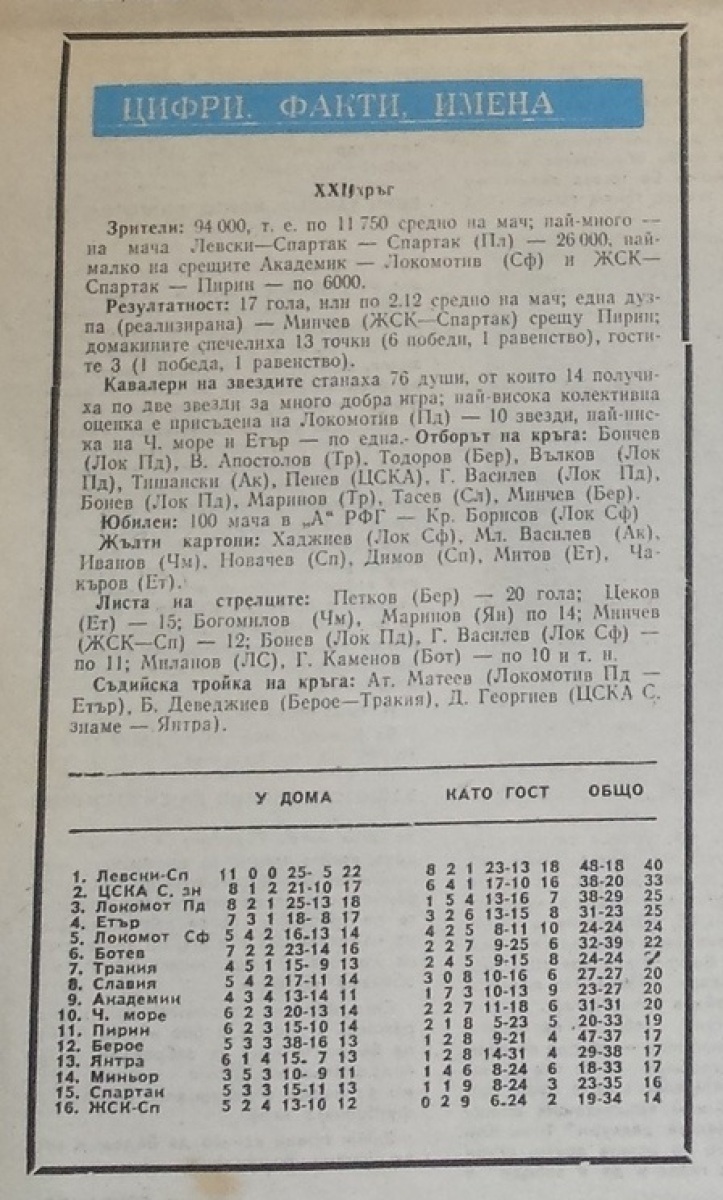 ЦИФРИ, ФАКТИ, ИМЕНА
XXII кръг
Зрители: 94 000, т. е. по 11 750 средно на мач; най-много —
на мача Левски—Спартак — Спартак (Пл) — 26 000, най-
малко на срещите Академик — Локомотив (Сф) и ЖСК—
Спартак — Пирин — по 6000.
Резултатност: 17 гола, или по 2.12 средно на мач; една дуз-
па (реализирана) — Минчев (ЖСК—Спартак) срещу Пирин;
домакините спечелиха 13 точки (6 победи, 1 равенство), гости-
те 3 (1 победа, 1 равенство).
Кавалери на звездите станаха 76 души, от които 14 получи-
ха по две звезди за много добра игра; най-висока колективна
оценка е присъдена на Локомотив (Пд) — 10 звезди, най-нис-
ка на Ч. море и Етър — по една. Отборът на кръга: Бончев
(Лок Пд), В. Апостолов (Тр), Тодоров (Бер), Вълков (Лок
Пд), Тишански (Ак), Пенев (ЦСКА), Г. Василев (Лок Пд),
Бонев (Лок Пд), Маринов (Тр), Тасев (Сл), Минчев (Бер).
Юбилеи: 100 мача в „А“ РФГ — Кр. Борисов (Лок Сф)
Жълти картони: Хаджиев (Лок Сф), Мл. Василев (Ак),
Иванов (Чм), Новачев (Сп), Димов (Сп), Митов (Ет), Ча-
къров (Ет).
Листа на стрелците: Петков (Бер) — 20 гола; Цеков
(Ет) — 15; Богомилов (Чм), Маринов (Ян) по 14; Минчев
(ЖСК—Сп) — 12; Бонев (Лок Пд), Г. Василев (Лок Сф) —
по 11; Миланов (ЛС), Г. Каменов (Бот) — по 10 и т. н.
Съдийска тройка на кръга: Ат. Матеев (Локомотив Пд —
Етър), Б. Деведжиев (Берое—Тракия), Д. Георгиев (ЦСКА С.
знаме — Янтра).
У ДОМА КАТО ГОСТ ОБЩО
1. Левски-Сп 11 0 0 25- 5 22 8 2 1 23-13 18 48-18 40
2. ЦСКА С. зн 8 1 2 21-10 17 6 4 1 17-10 16 38-20 33
3. Локомот Пд 8 2 1 25-13 18 1 5 4 13-16 7 38-29 25
4. Етър 7 3 1 18- 8 17 3 2 6 13-15 8 31-23 25
5. Локомот Сф 5 4 2 16-13 14 4 2 5 8-11 10 24-24 24
6. Ботев 7 2 2 23-14 16 2 2 7 9-25 6 32-39 22
7. Тракия 4 5 1 15- 9 13 2 4 5 9-15 8 24-24
8. Славия 5 4 2 17-11 14 3 0 8 10-16 6 27-27 20
9. Академик 4 3 4 13-14 11 1 7 3 10-13 9 23-27 20
10. Ч. море 6 2 3 20-13 14 2 2 7 11-18 6 31-31 20
11. Пирин 6 2 3 15-10 14 2 1 8 5-23 5 20-33 19
12. Берое 5 3 3 38-16 13 1 2 8 9-21 4 47-37 17
13. Янтра 6 1 4 15- 7 13 1 2 8 14-31 4 29-38 17
14. Миньор 3 5 3 10- 9 11 1 4 6 8-24 6 18-33 17
15. Спартак 5 3 3 15-11 13 1 1 9 8-24 3 23-35 16
16. ЖСК-Сп 5 2 4 13-10 12 0 2 9 6-24 2 19-34 14